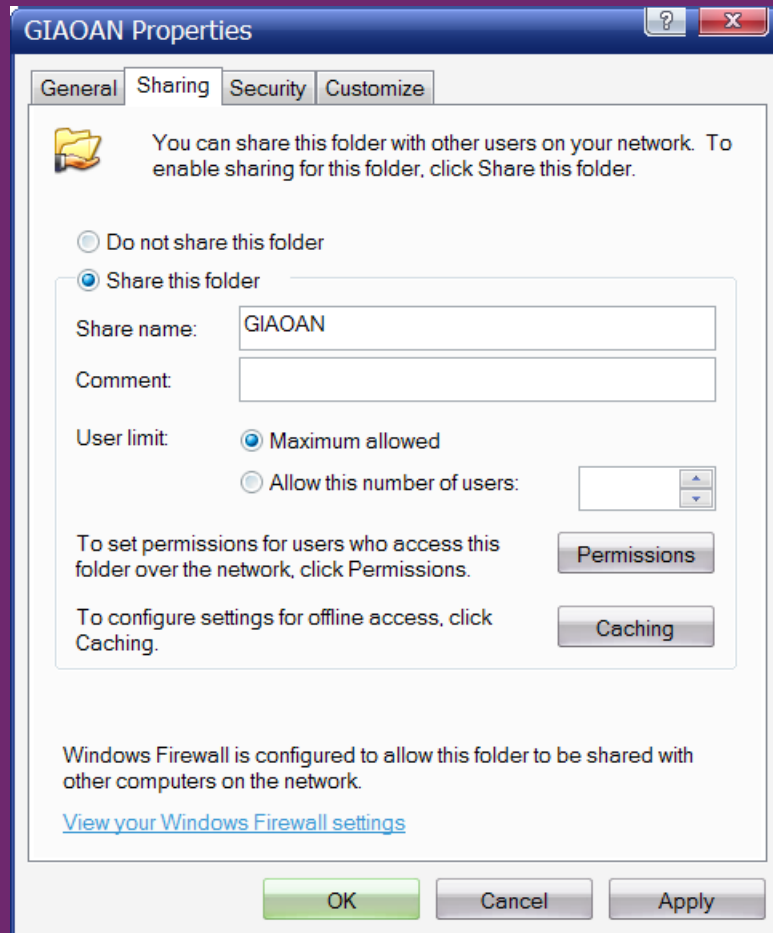 GIAOAN Properties
General Sharing Security Customize
You can share this folder with other users on your network. To
enable sharing for this folder, click Share this folder.
Do not share this folder
Share this folder
Share name: GIAOAN
Comment:
User limit: Maximum allowed
Allow this number of users:
To set permissions for users who access this
folder over the network, click Permissions.
Permissions
To configure settings for offline access, click
Caching.
Caching
Windows Firewall is configured to allow this folder to be shared with
other computers on the network.
View your Windows Firewall settings
OK Cancel Apply